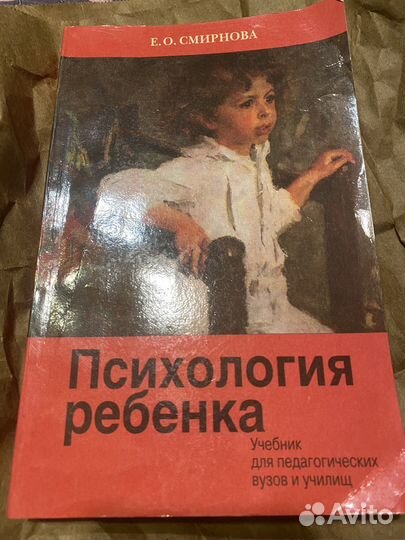 Е. О. СМИРНОВА
Психология
ребенка
Учебник
для педагогических
вузов и училищ
Avito